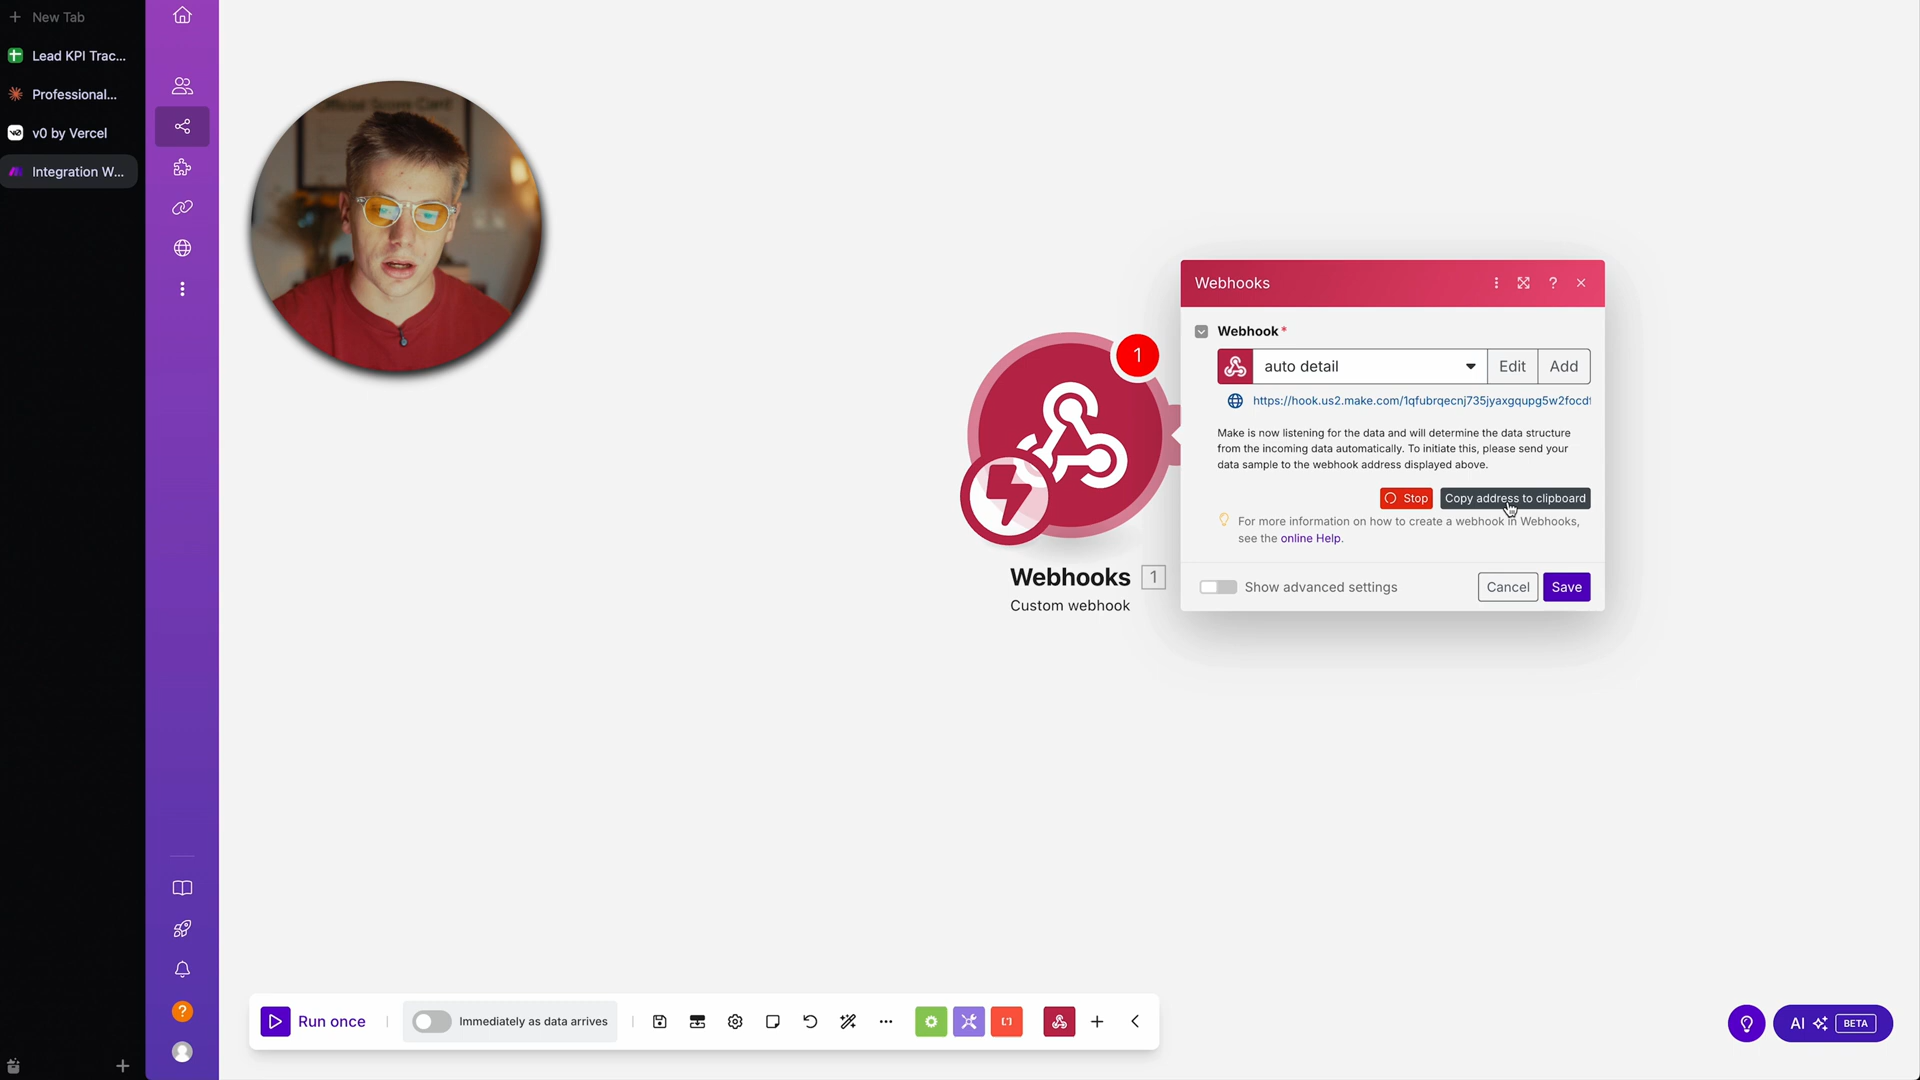 New Tab
Lead KPI Trac...
Professional...
v0 by Vercel
Integration W...
Webhooks
Webhook*
auto detail
Edit
Add
https://hook.us2.make.com/1qfubrqecnj735jyaxgqupg5w2focdf
Make is now listening for the data and will determine the data structure
from the incoming data automatically. To initiate this, please send your
data sample to the webhook address displayed above.
Stop
Copy address to clipboard
For more information on how to create a webhook in Webhooks,
see the online Help.
Show advanced settings
Cancel
Save
1
Webhooks 1
Custom webhook
Run once
Immediately as data arrives
AI
BETA